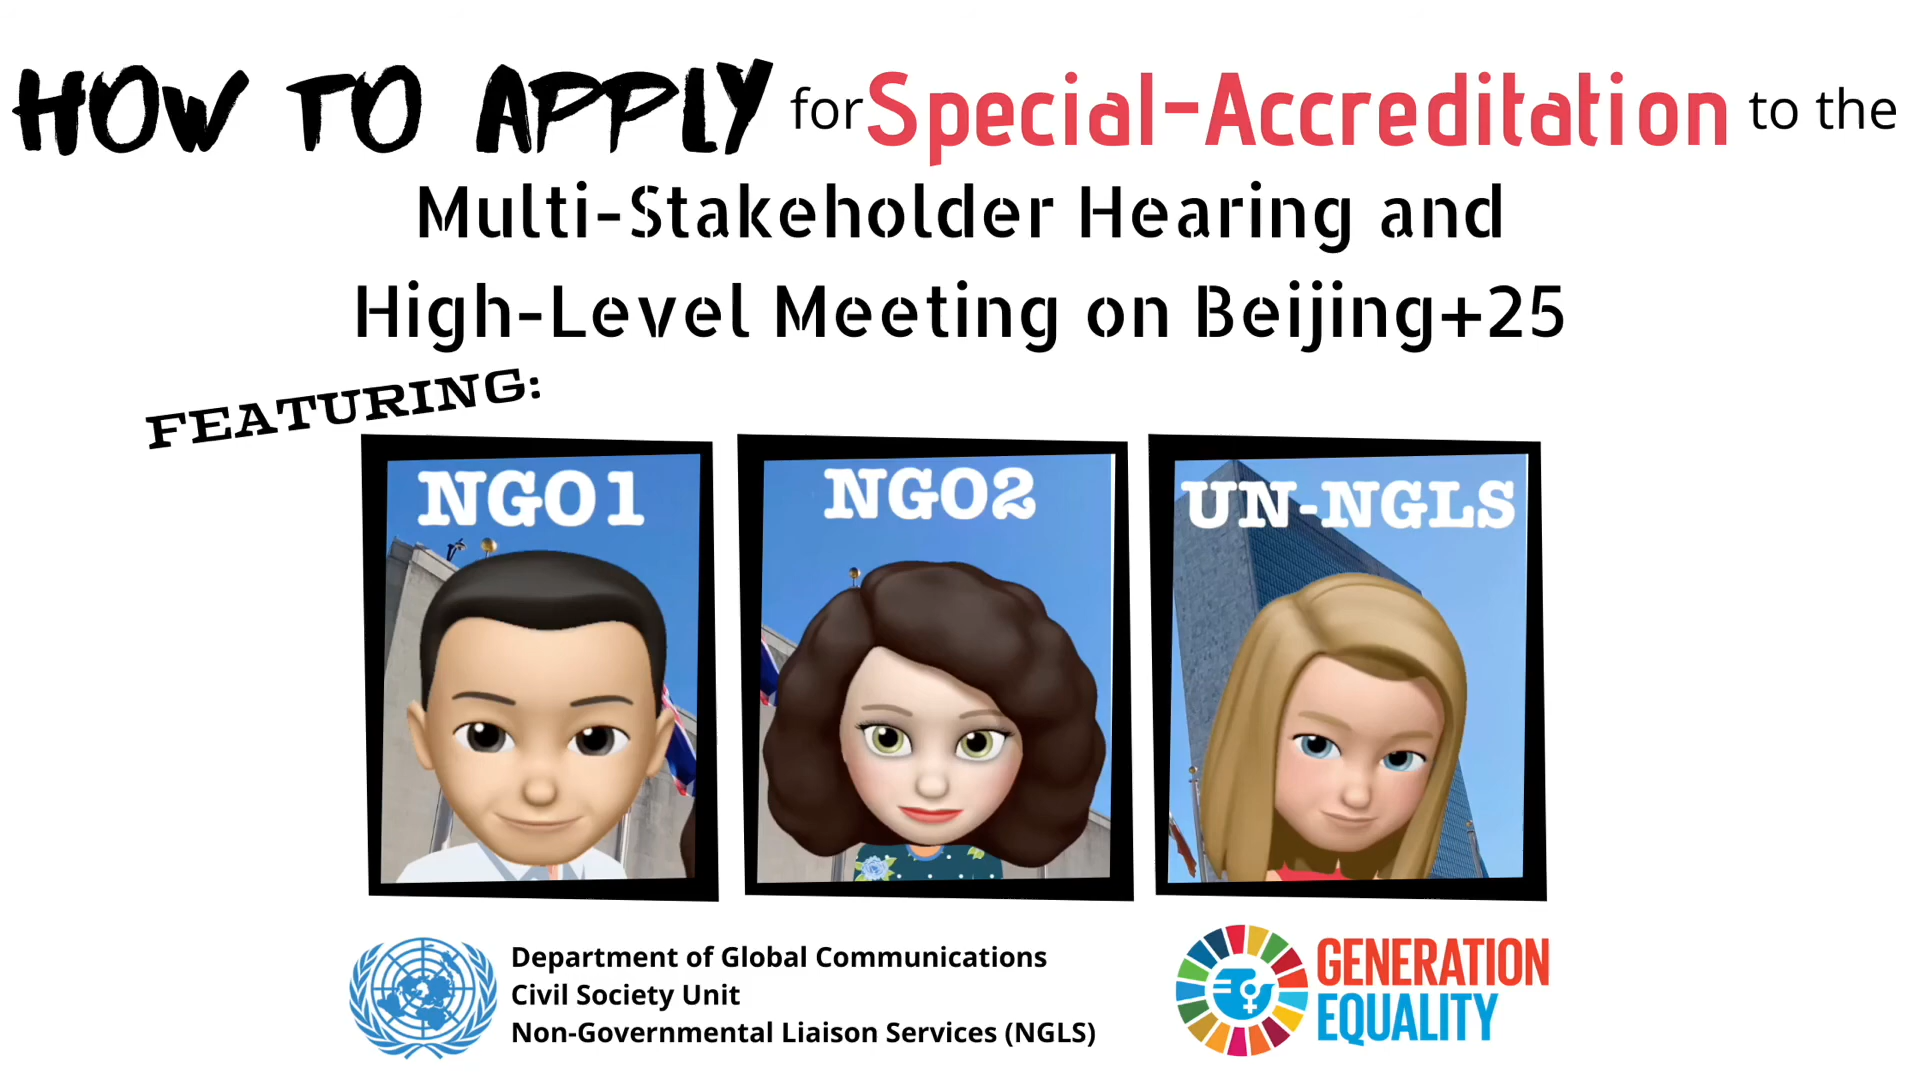 HOW TO APPLY for Special-Accreditation to the
Multi-Stakeholder Hearing and
High-Level Meeting on Beijing+25
FEATURING:
NGO1
NGO2
UN-NGLS
Department of Global Communications
Civil Society Unit
Non-Governmental Liaison Services (NGLS)
GENERATION
EQUALITY